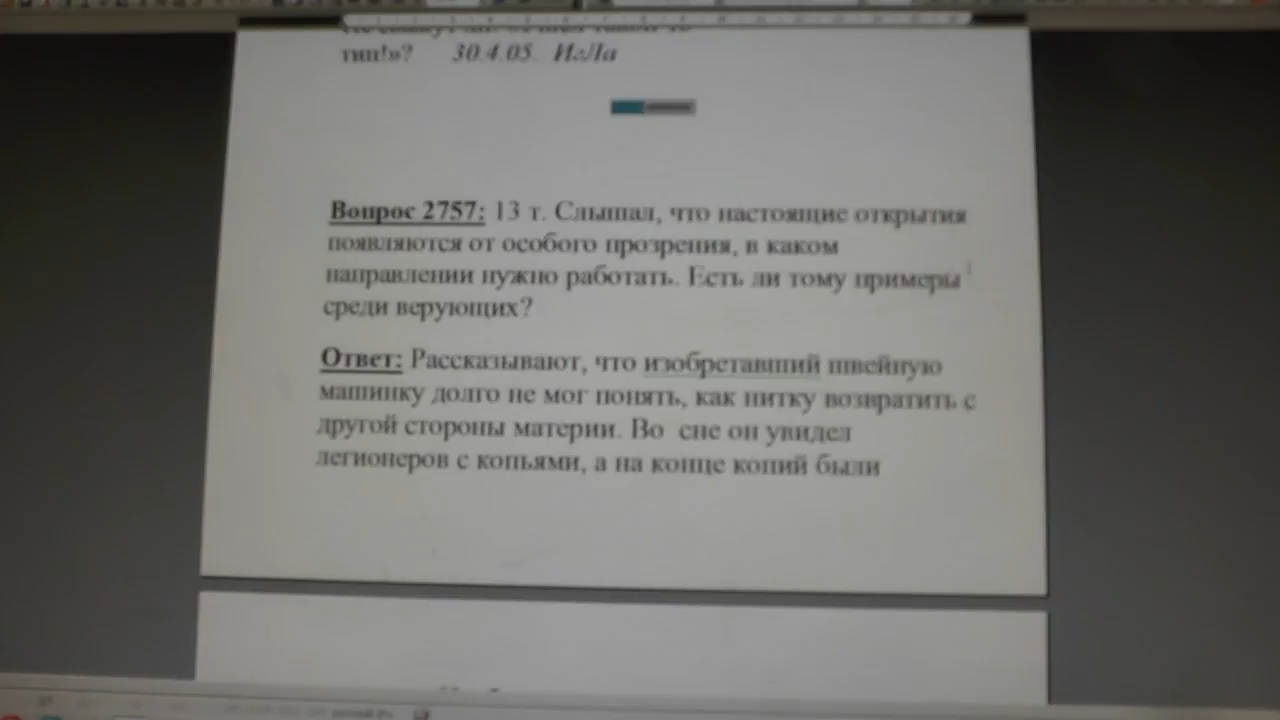 тип!»? 30.4.05. ИгЛа
Вопрос 2757: 13 т. Слышал, что настоящие открытия
появляются от особого прозрения, в каком
направлении нужно работать. Есть ли тому примеры
среди верующих?
Ответ: Рассказывают, что изобретавший швейную
машинку долго не мог понять, как нитку возвратить с
другой стороны материи. Во сне он увидел
легионеров с копьями, а на конце копий были